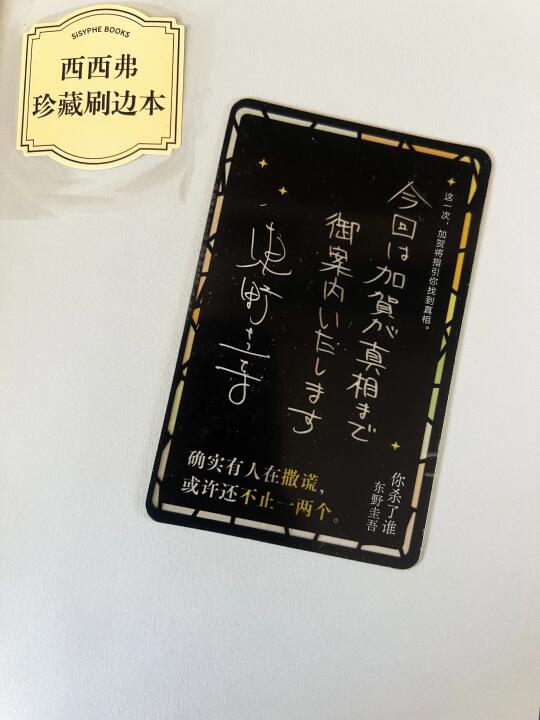 SISYPHE BOOKS
西西弗
珍藏刷边本
这一次，加贺将指引你找到真相。
今回は加賀が真相まで
御案内いたします
東野圭吾
确实有人在撒谎，
或许还不止一两个。
你杀了谁
东野圭吾